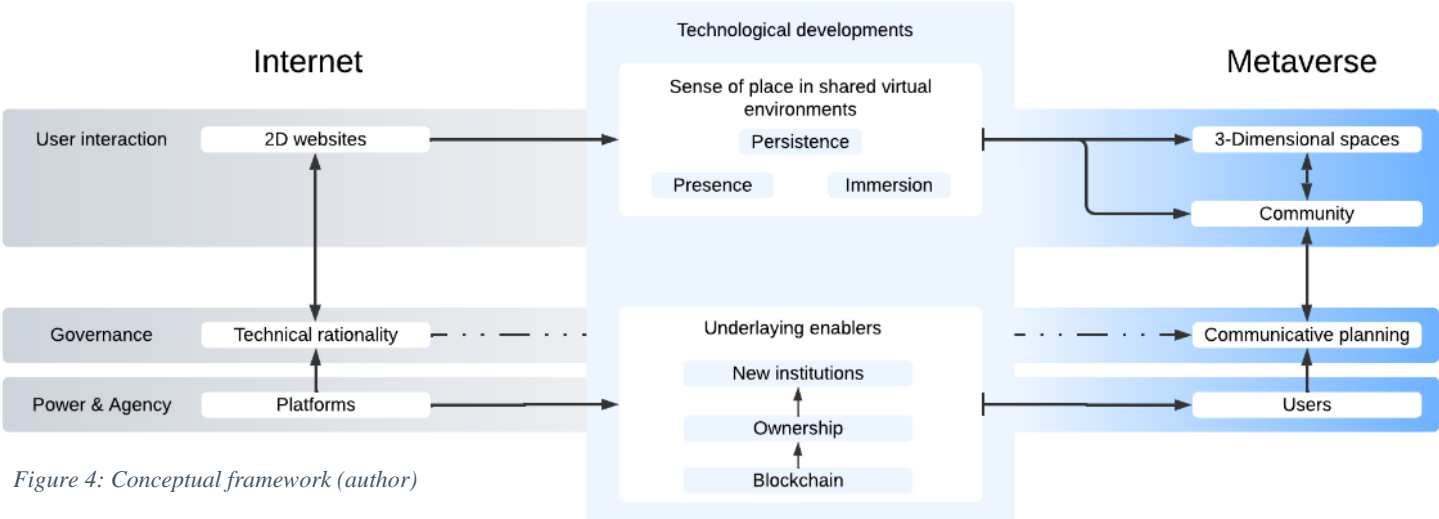 Technological developments
Internet
Metaverse
Sense of place in shared virtual
environments
User interaction
2D websites
Persistence
3-Dimensional spaces
Presence
Immersion
Community
Governance
Technical rationality
Underlaying enablers
Communicative planning
New institutions
Power & Agency
Platforms
Users
Ownership
Blockchain
Figure 4: Conceptual framework (author)